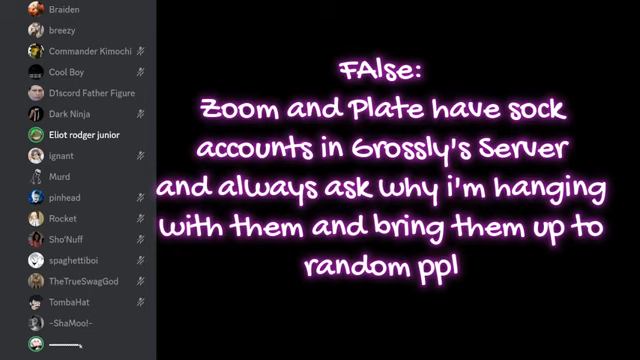 Braiden
breezy
Commander Kimochi
Cool Boy
D1scord Father Figure
Dark Ninja
Eliot rodger junior
ignant
Murd
pinhead
Rocket
Sho'Nuff
spaghettiboi
TheTrueSwagGod
TombaHat
~ShaMoo!~
FAlse:
Zoom and Plate have sock
accounts in Grossly's Server
and always ask why i'm hanging
with them and bring them up to
random ppl